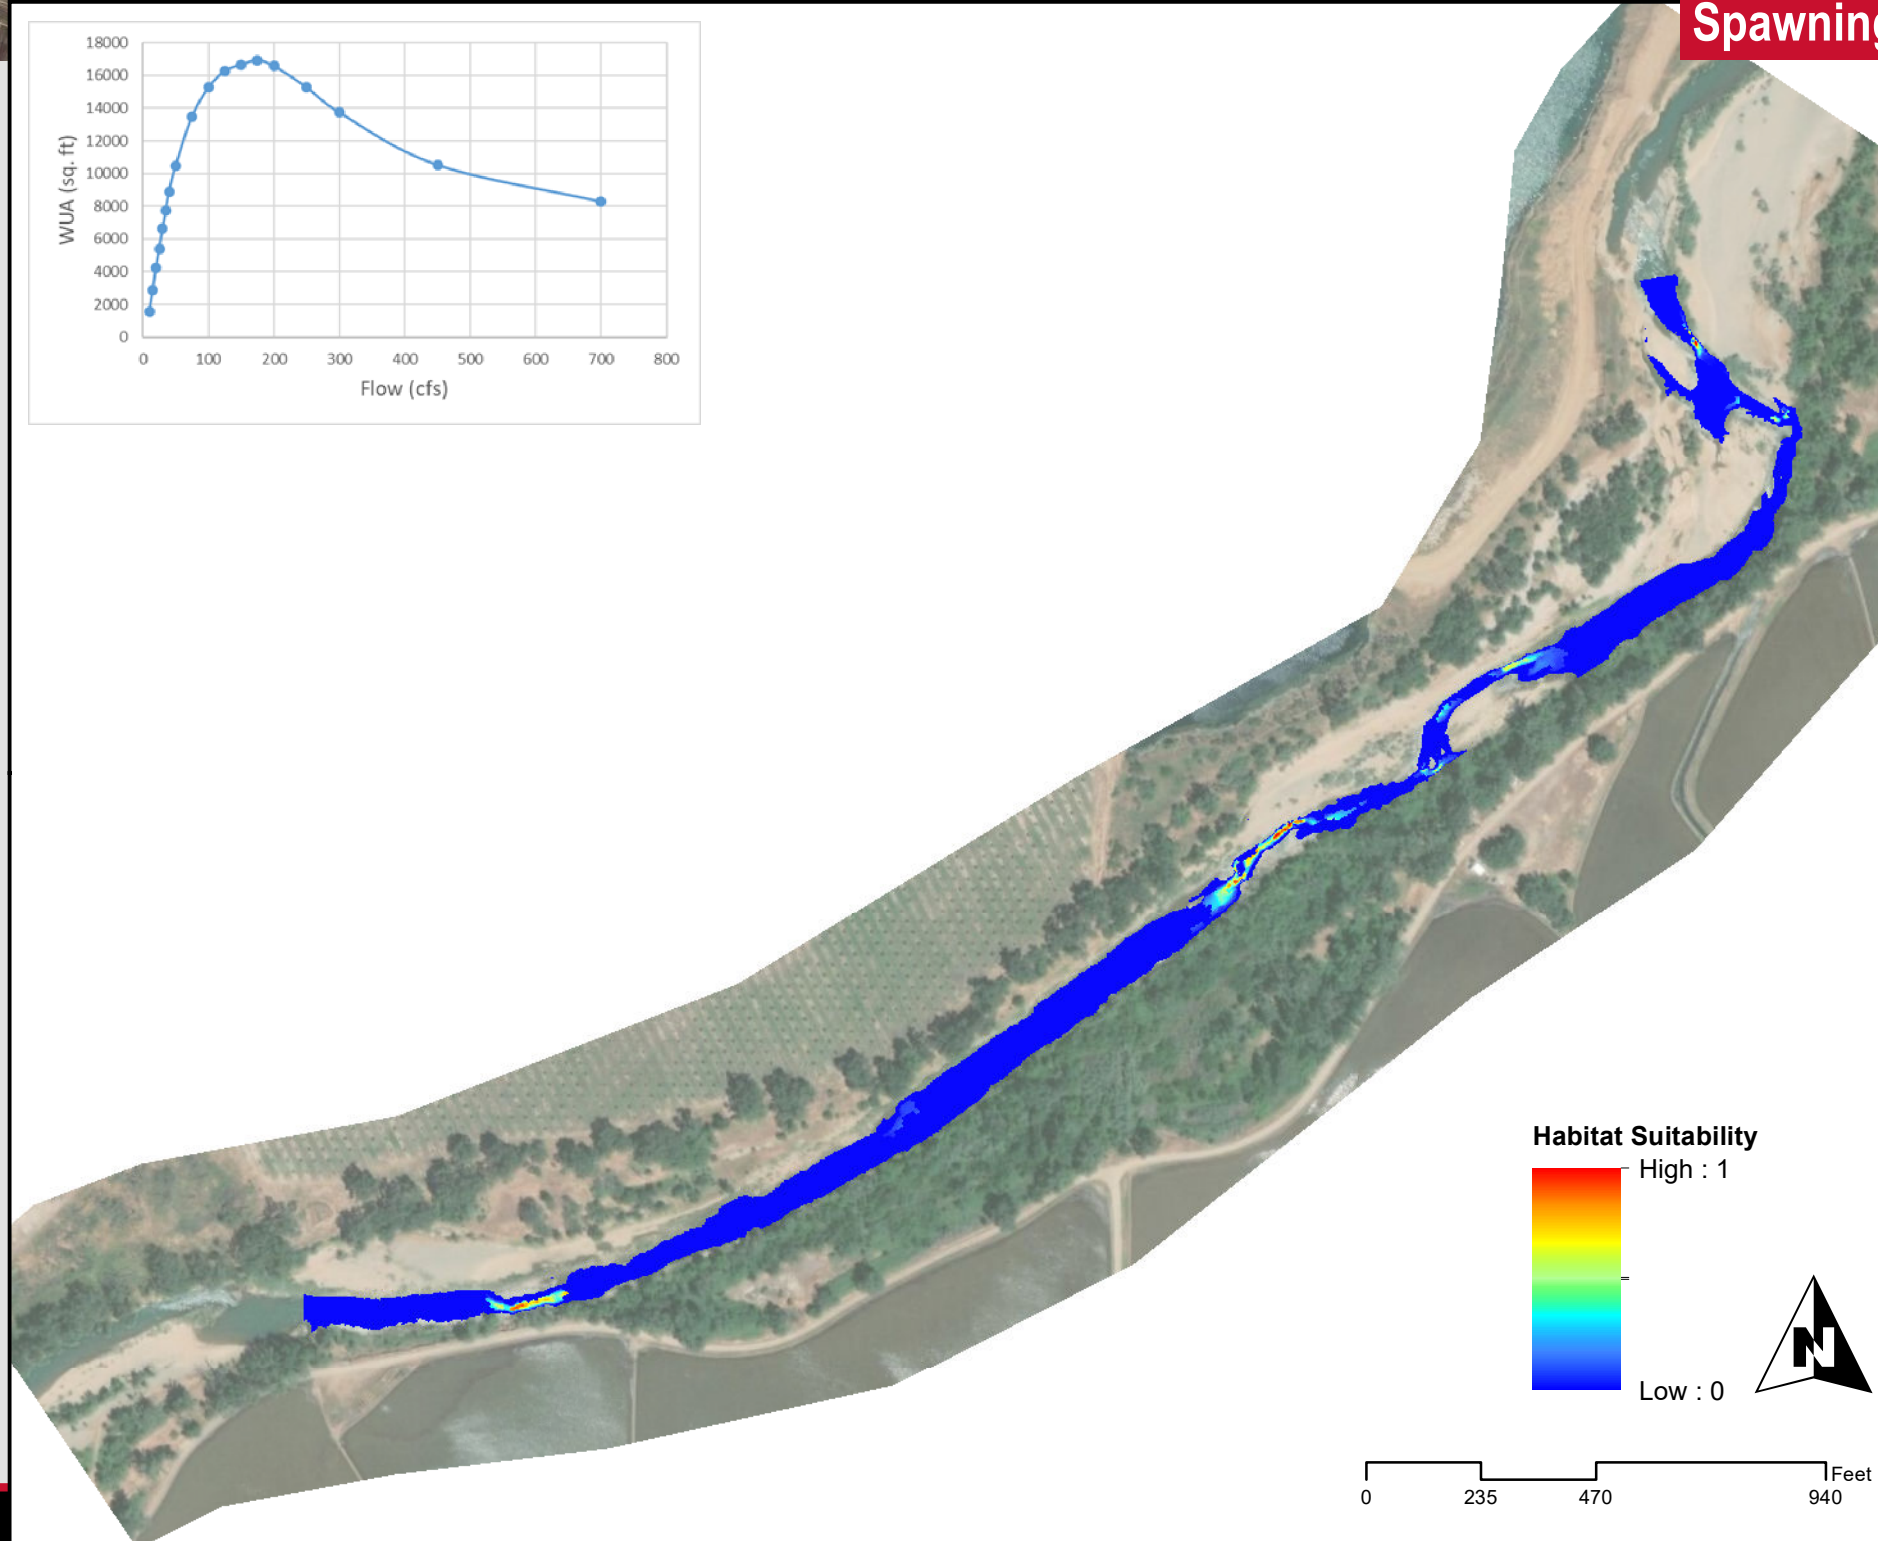 Spawning
18000
16000
14000
12000
10000
8000
6000
4000
2000
0
WUA (sq. ft)
0 100 200 300 400 500 600 700 800
Flow (cfs)
Habitat Suitability
High : 1
Low : 0
N
Feet
0 235 470 940